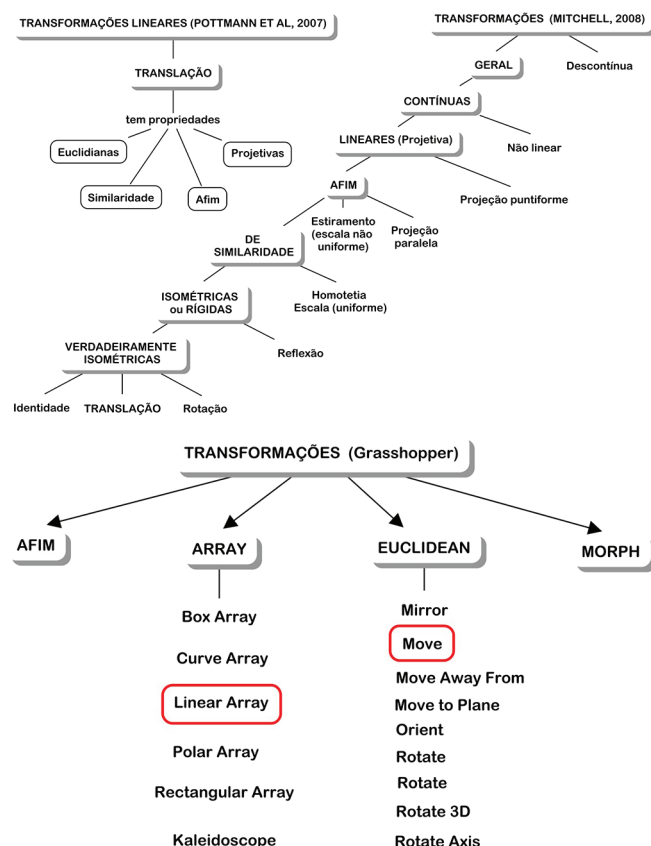 TRANSFORMAÇÕES LINEARES (POTTMANN ET AL, 2007)
TRANSLAÇÃO
tem propriedades
Euclidianas
Projetivas
Similaridade
Afim
TRANSFORMAÇÕES (MITCHELL, 2008)
GERAL
Descontínua
CONTÍNUAS
LINEARES (Projetiva)
Não linear
AFIM
Projeção puntiforme
Estiramento
(escala não
uniforme)
Projeção
paralela
DE
SIMILARIDADE
ISOMÉTRICAS
ou RÍGIDAS
Homotetia
Escala (uniforme)
VERDADEIRAMENTE
ISOMÉTRICAS
Reflexão
Identidade
TRANSLAÇÃO
Rotação
TRANSFORMAÇÕES (Grasshopper)
AFIM
ARRAY
EUCLIDEAN
MORPH
Box Array
Curve Array
Linear Array
Polar Array
Rectangular Array
Kaleidoscope
Mirror
Move
Move Away From
Move to Plane
Orient
Rotate
Rotate
Rotate 3D
Rotate Axis